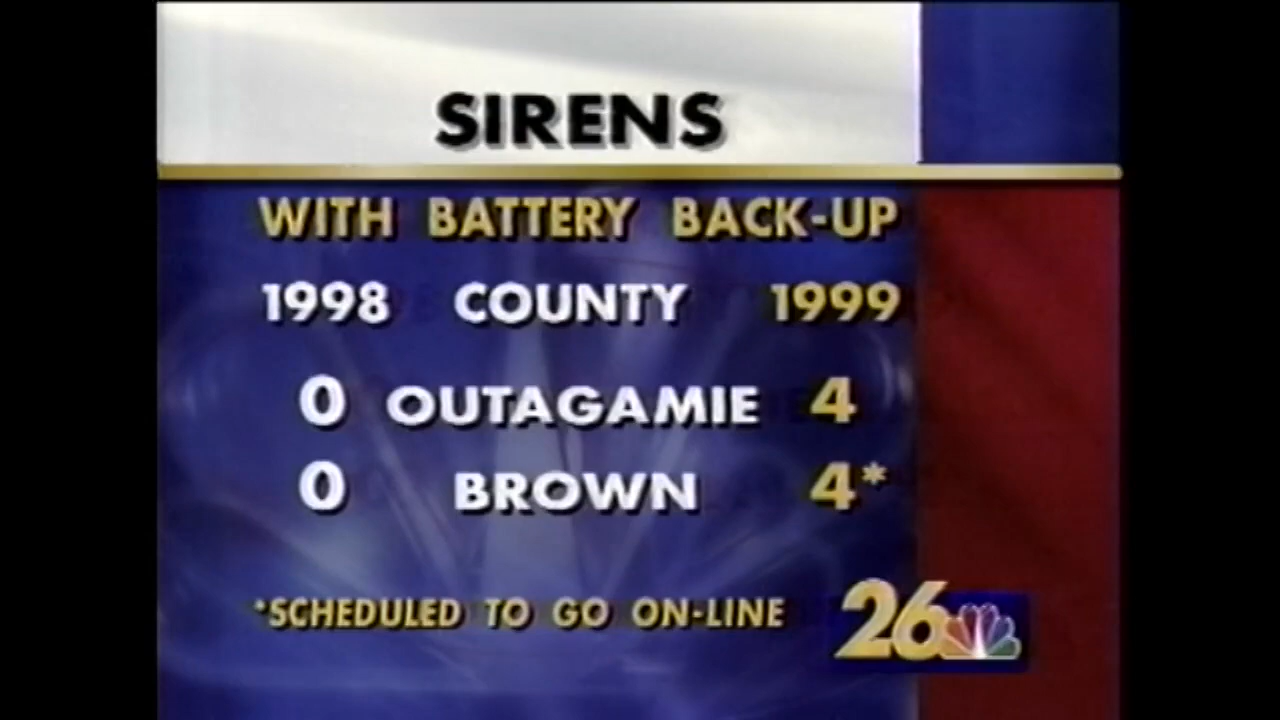 SIRENS
WITH BATTERY BACK-UP
1998 COUNTY 1999
0 OUTAGAMIE 4
0 BROWN 4*
*SCHEDULED TO GO ON-LINE
26